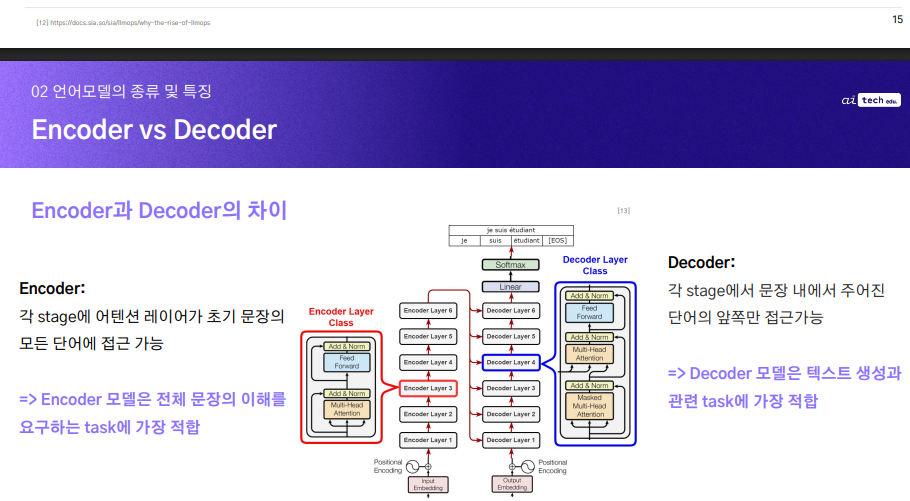 [12] https://docs.sia.so/sia/llmops/why-the-rise-of-llmops
15
02 언어모델의 종류 및 특징
Encoder vs Decoder
ai tech edu.
Encoder과 Decoder의 차이
[13]
Encoder:
각 stage에 어텐션 레이어가 초기 문장의
모든 단어에 접근 가능
=> Encoder 모델은 전체 문장의 이해를
요구하는 task에 가장 적합
Encoder Layer
Class
Add & Norm
Feed
Forward
Add & Norm
Multi-Head
Attention
je suis étudiant
je suis étudiant [EOS]
Softmax
Linear
Encoder Layer 6
Encoder Layer 5
Encoder Layer 4
Encoder Layer 3
Encoder Layer 2
Encoder Layer 1
Decoder Layer 6
Decoder Layer 5
Decoder Layer 4
Decoder Layer 3
Decoder Layer 2
Decoder Layer 1
Positional
Encoding
Input
Embedding
Positional
Encoding
Output
Embedding
Decoder Layer
Class
Add & Norm
Feed
Forward
Add & Norm
Multi-Head
Attention
Add & Norm
Masked
Multi-Head
Attention
Decoder:
각 stage에서 문장 내에서 주어진
단어의 앞쪽만 접근가능
=> Decoder 모델은 텍스트 생성과
관련 task에 가장 적합